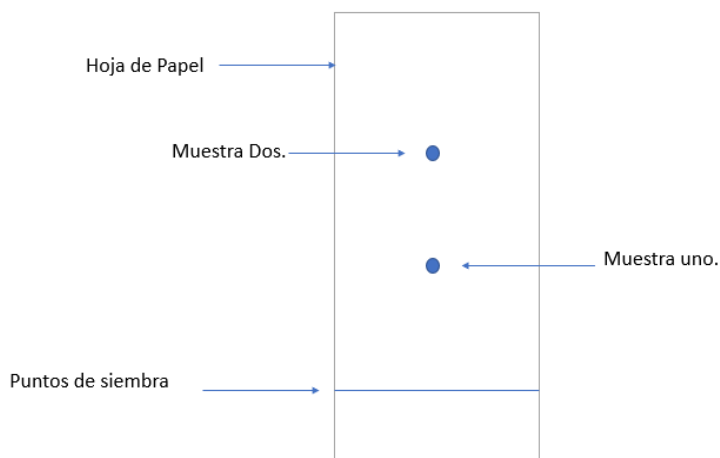 Hoja de Papel
Muestra Dos.
Muestra uno.
Puntos de siembra